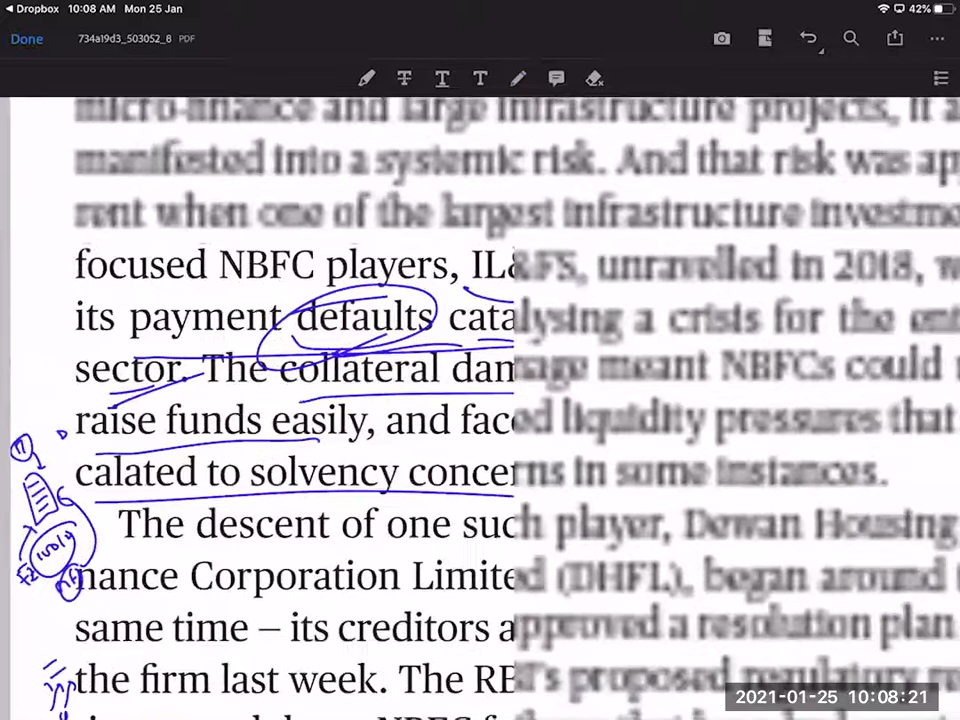 Dropbox 10:08 AM Mon 25 Jan 42%
Done 734a19d3_503052_8 PDF
micro-finance and large infrastructure projects, it
manifested into a systemic risk. And that risk was
rent when one of the largest infrastructure
focused NBFC players, IL&FS, unravelled in 2018,
its payment defaults catalysing a crisis for the
sector. The collateral damage meant NBFCs could
raise funds easily, and faced liquidity pressures that
calated to solvency concerns in some instances.
The descent of one such player, Dewan Housing
nance Corporation Limited (DHFL), began around
same time – its creditors approved a resolution plan
the firm last week. The RBI's proposed regulatory
2021-01-25 10:08:21